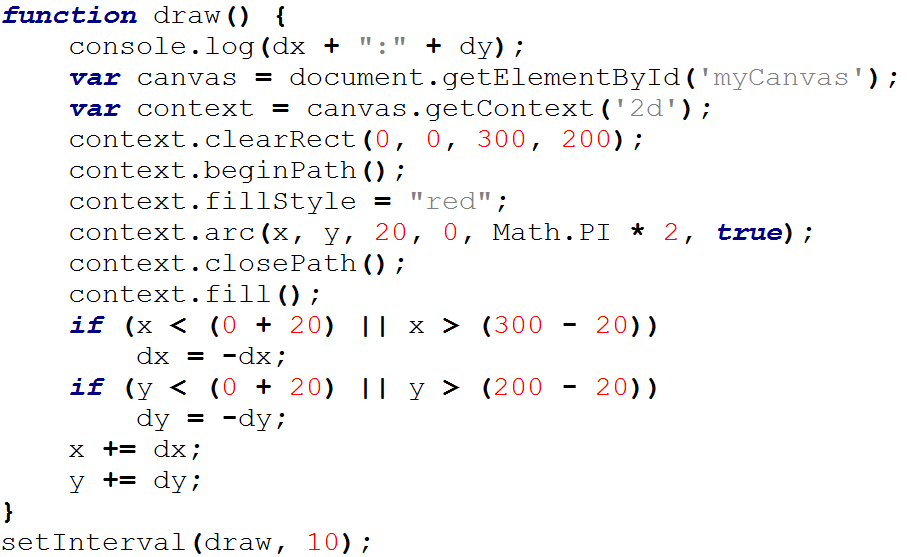 function draw() {
    console.log(dx + ":" + dy);
    var canvas = document.getElementById('myCanvas');
    var context = canvas.getContext('2d');
    context.clearRect(0, 0, 300, 200);
    context.beginPath();
    context.fillStyle = "red";
    context.arc(x, y, 20, 0, Math.PI * 2, true);
    context.closePath();
    context.fill();
    if (x < (0 + 20) || x > (300 - 20))
        dx = -dx;
    if (y < (0 + 20) || y > (200 - 20))
        dy = -dy;
    x += dx;
    y += dy;
}
setInterval(draw, 10);